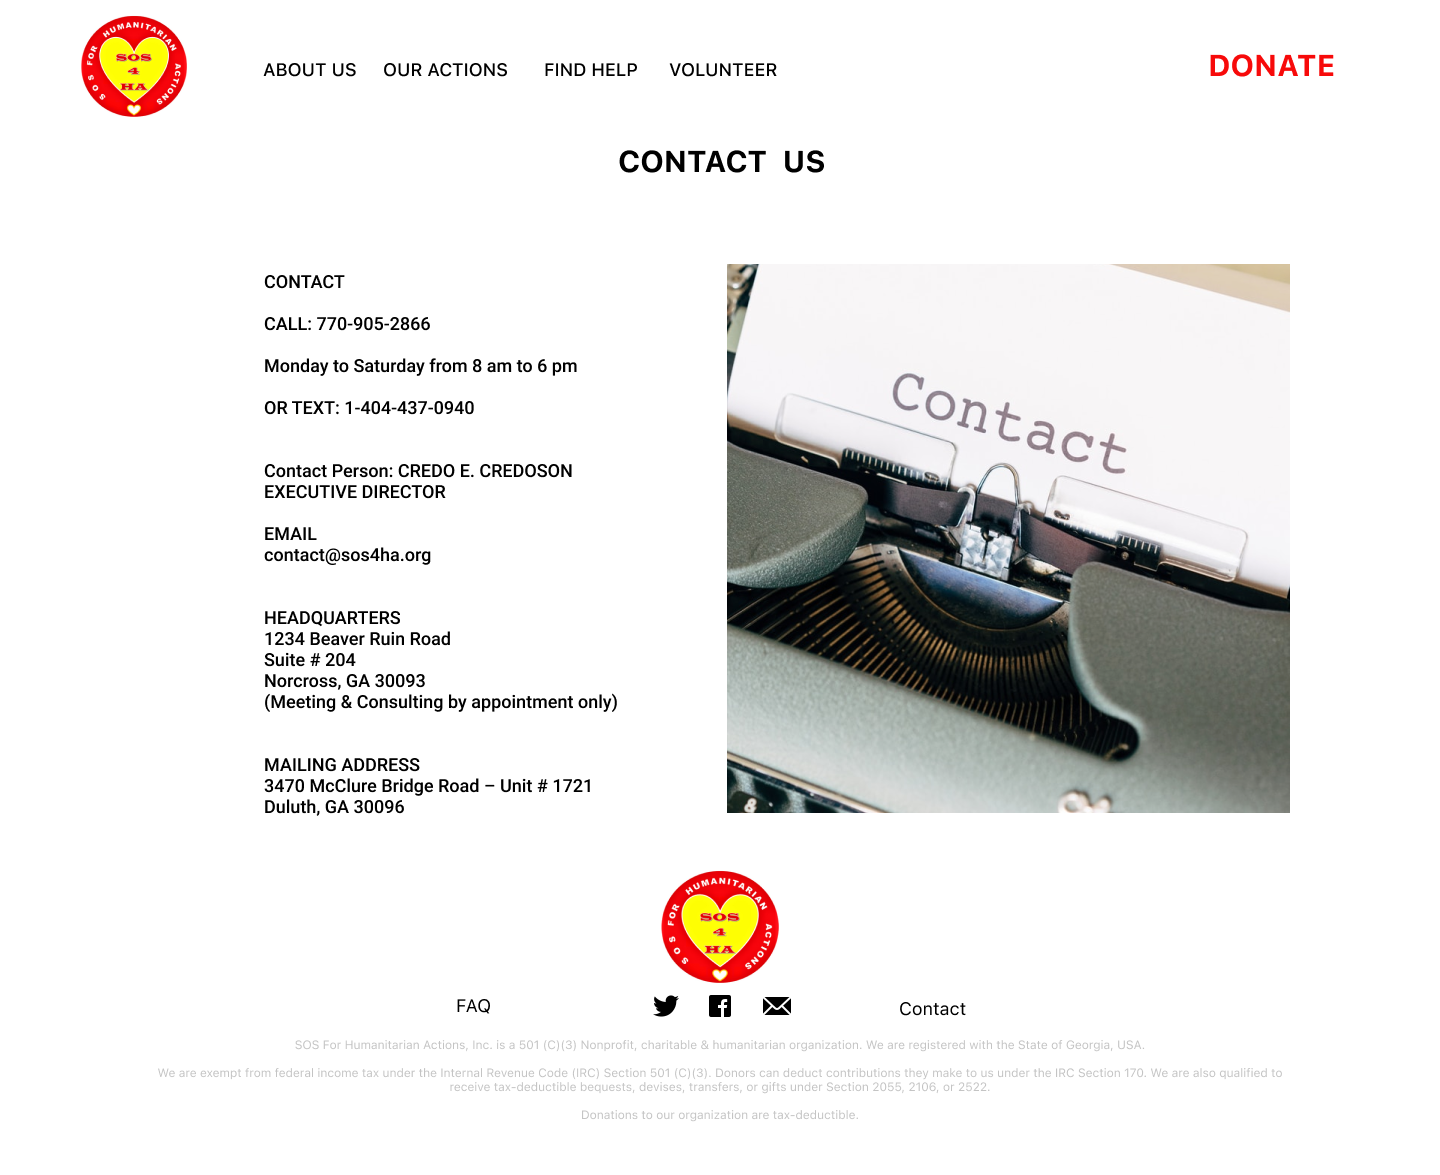 SOS FOR HUMANITARIAN ACTIONS
SOS
4
HA
ABOUT US OUR ACTIONS FIND HELP VOLUNTEER
DONATE
CONTACT US
CONTACT
CALL: 770-905-2866
Monday to Saturday from 8 am to 6 pm
OR TEXT: 1-404-437-0940
Contact Person: CREDO E. CREDOSON
EXECUTIVE DIRECTOR
EMAIL
contact@sos4ha.org
HEADQUARTERS
1234 Beaver Ruin Road
Suite # 204
Norcross, GA 30093
(Meeting & Consulting by appointment only)
MAILING ADDRESS
3470 McClure Bridge Road – Unit # 1721
Duluth, GA 30096
Contact
&
SOS FOR HUMANITARIAN ACTIONS
SOS
4
HA
FAQ
Contact
SOS For Humanitarian Actions, Inc. is a 501 (C)(3) Nonprofit, charitable & humanitarian organization. We are registered with the State of Georgia, USA.
We are exempt from federal income tax under the Internal Revenue Code (IRC) Section 501 (C)(3). Donors can deduct contributions they make to us under the IRC Section 170. We are also qualified to
receive tax-deductible bequests, devises, transfers, or gifts under Section 2055, 2106, or 2522.
Donations to our organization are tax-deductible.